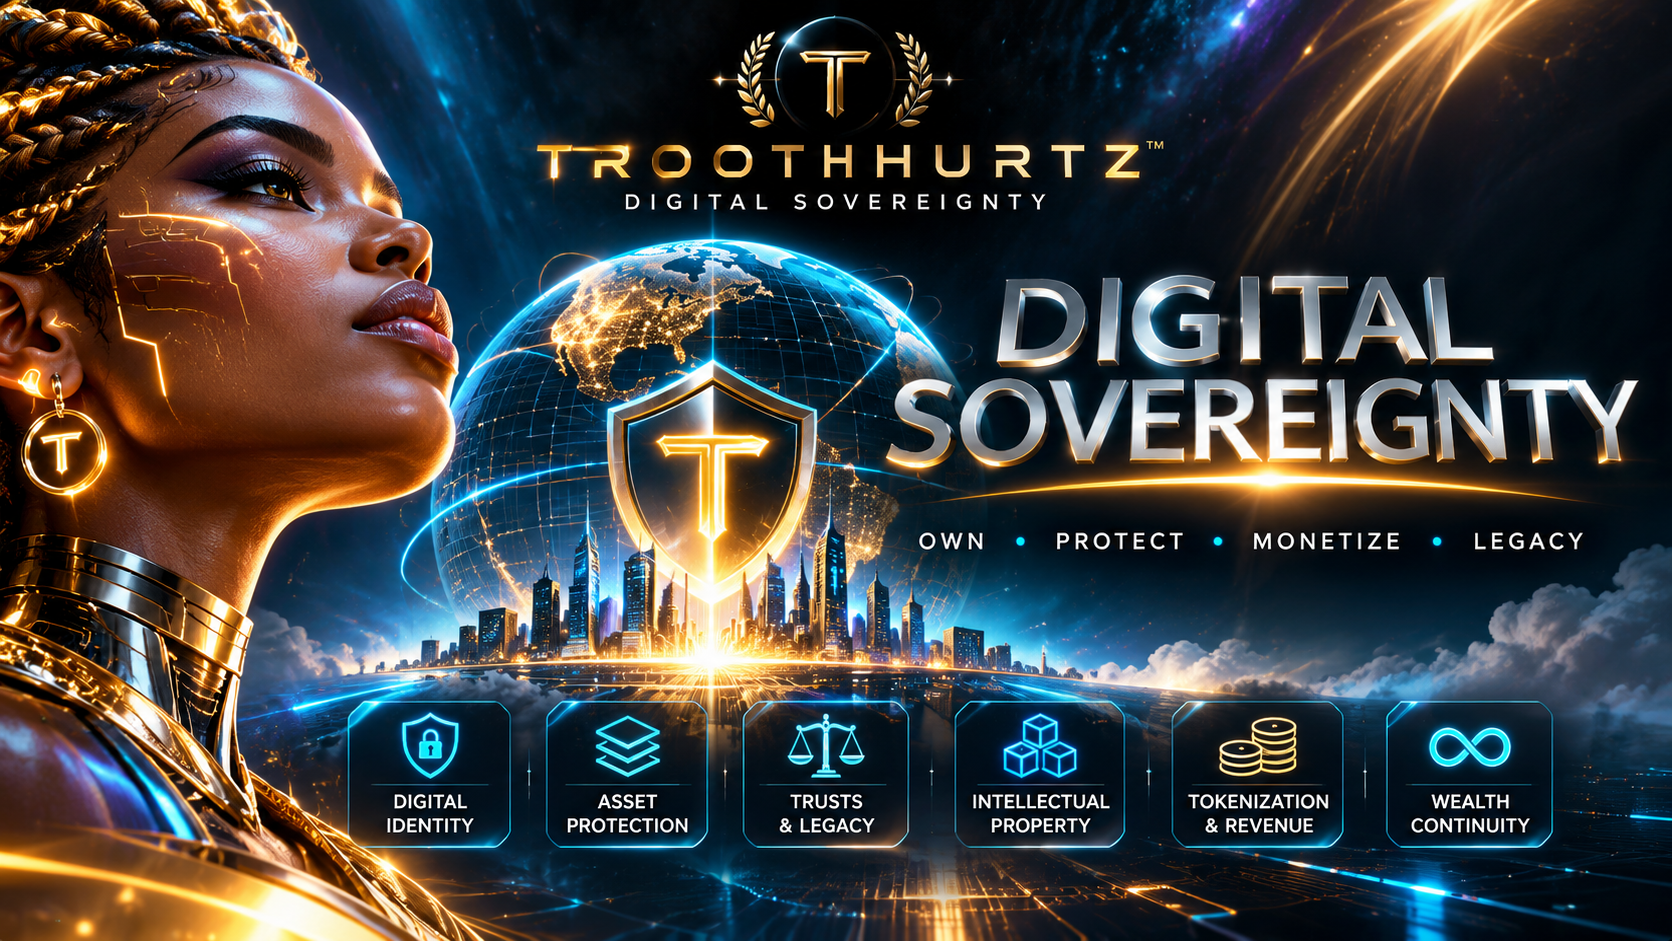 T
TROOTHHURTZ™
DIGITAL SOVEREIGNTY
DIGITAL
SOVEREIGNTY
T
T
OWN • PROTECT • MONETIZE • LEGACY
DIGITAL
IDENTITY
ASSET
PROTECTION
TRUSTS
& LEGACY
INTELLECTUAL
PROPERTY
TOKENIZATION
& REVENUE
WEALTH
CONTINUITY